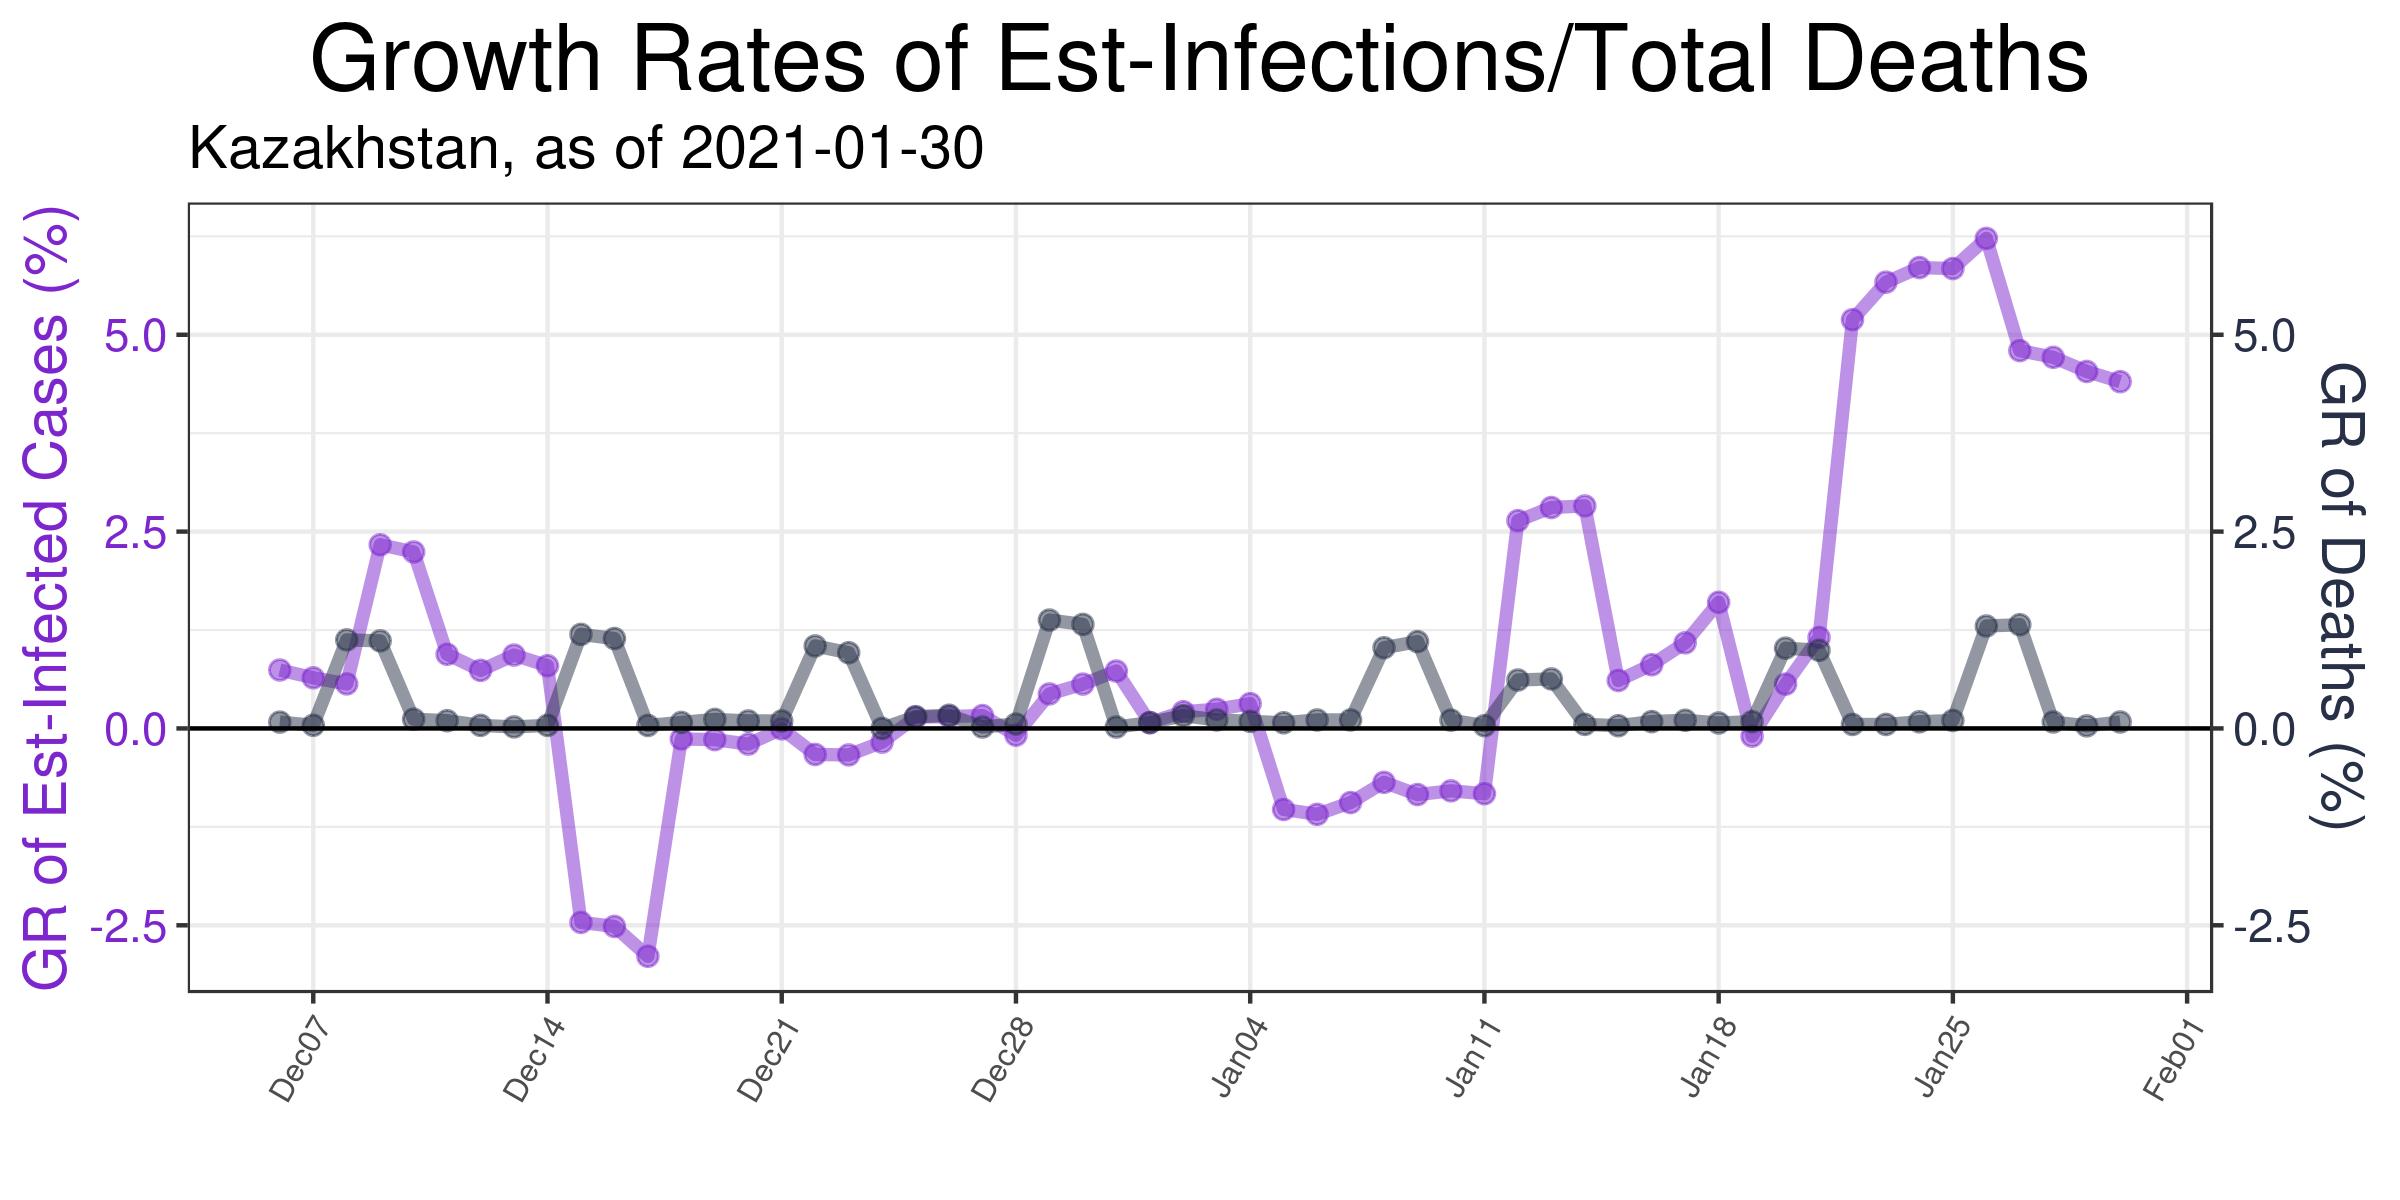 Growth Rates of Est-Infections/Total Deaths
Kazakhstan, as of 2021-01-30
GR of Est-Infected Cases (%)
5.0
2.5
0.0
-2.5
5.0
2.5
0.0
-2.5
GR of Deaths (%)
Dec07
Dec14
Dec21
Dec28
Jan04
Jan11
Jan18
Jan25
Feb01